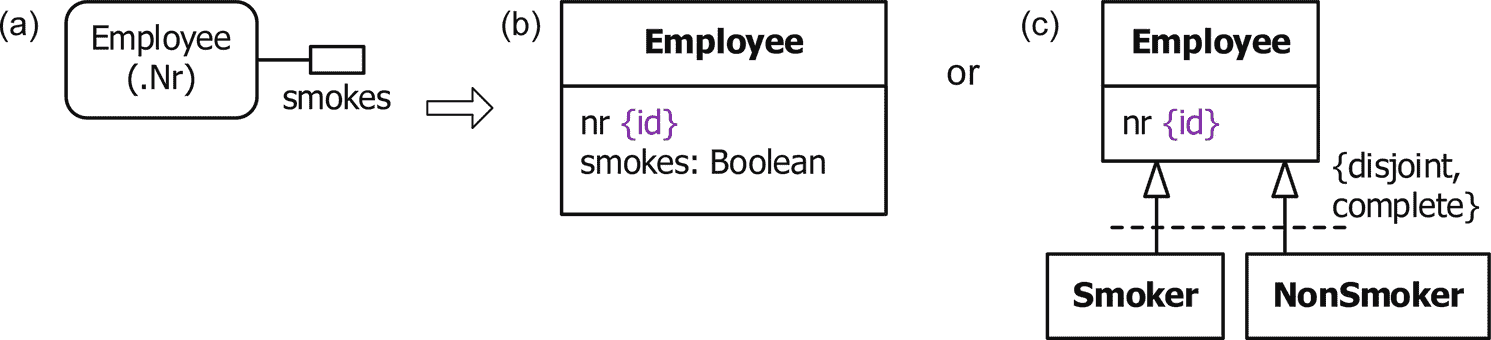 (a)
Employee
(.Nr)
smokes
(b)
Employee
nr {id}
smokes: Boolean
or
(c)
Employee
nr {id}
{disjoint,
complete}
Smoker
NonSmoker